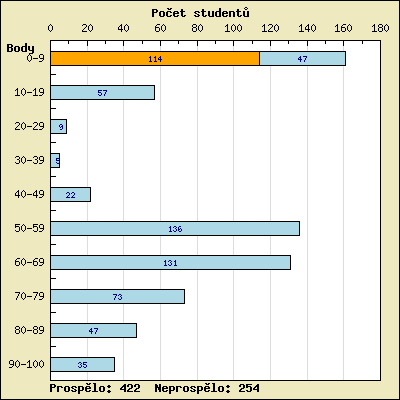 Počet studentů
0 20 40 60 80 100 120 140 160 180
Body
0-9 114 47
10-19 57
20-29 9
30-39 5
40-49 22
50-59 136
60-69 131
70-79 73
80-89 47
90-100 35
Prospělo: 422 Neprospělo: 254